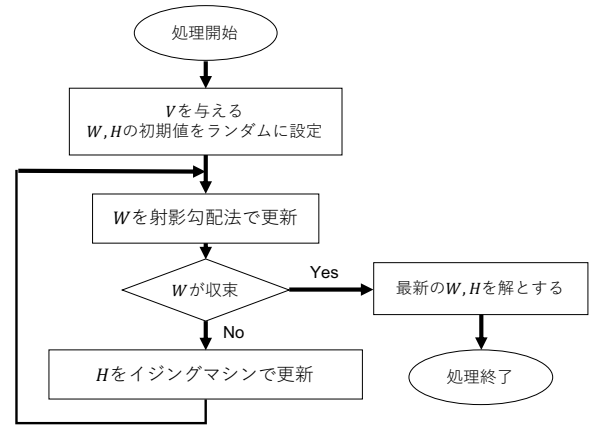 処理開始
Vを与える
W,Hの初期値をランダムに設定
Wを射影勾配法で更新
Wが収束
Yes
最新のW,Hを解とする
No
Hをイジングマシンで更新
処理終了